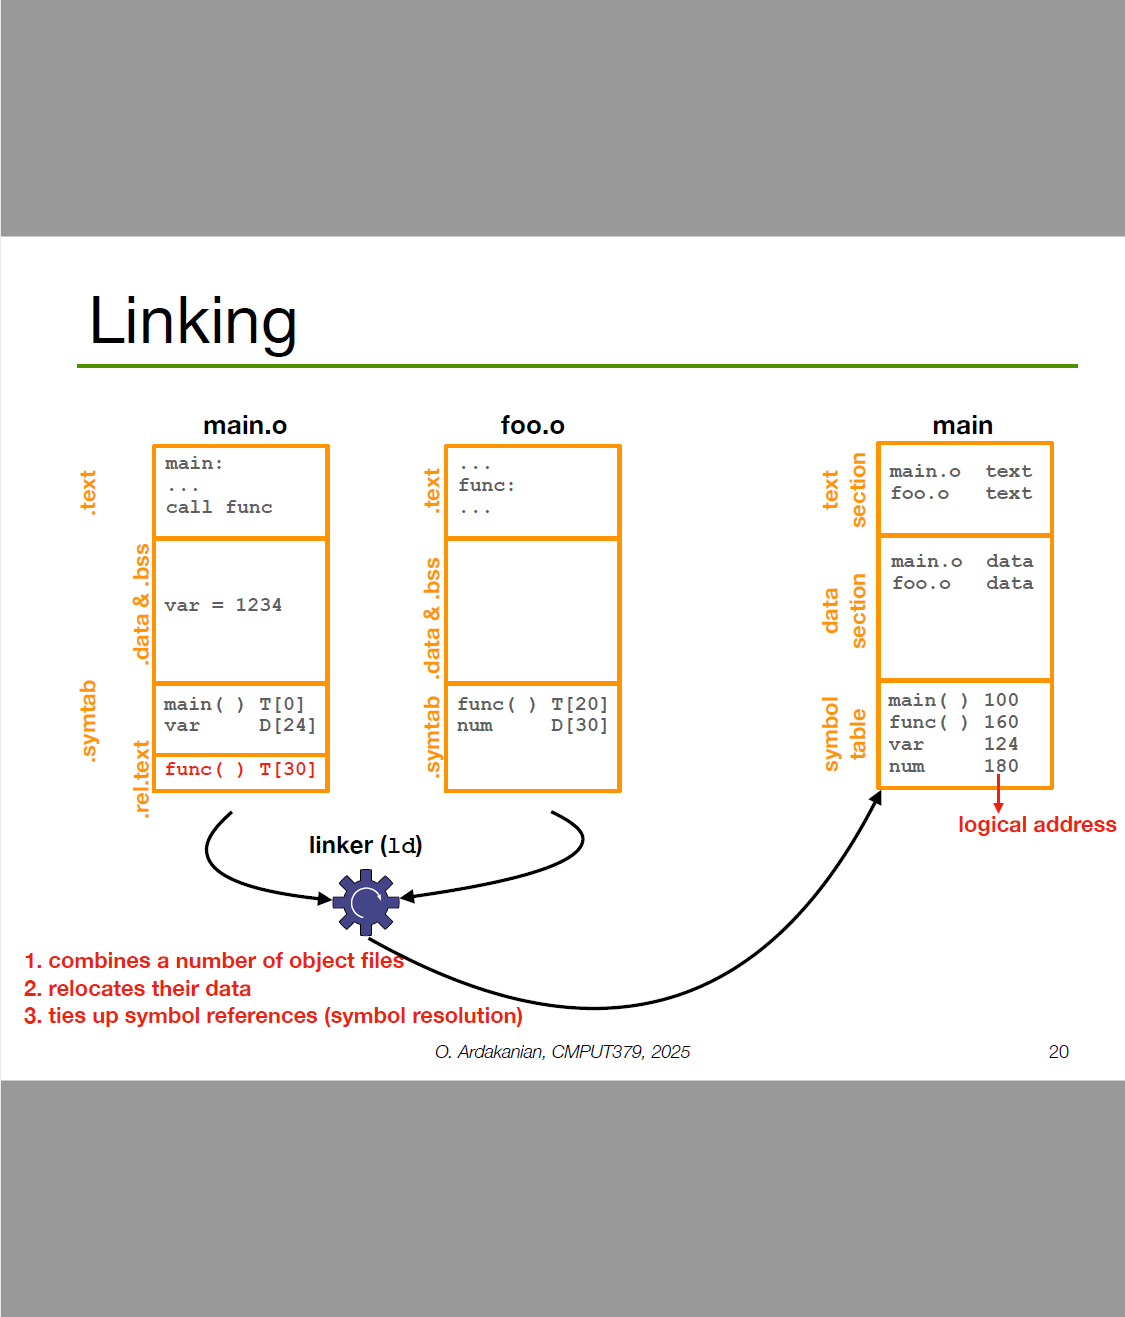 Linking
main.o
.text
main:
...
call func
.data & .bss
var = 1234
.symtab
main( ) T[0]
var D[24]
.rel.text
func( ) T[30]
foo.o
.text
...
func:
...
.data & .bss
.symtab
func( ) T[20]
num D[30]
main
text
section
main.o text
foo.o text
data
section
main.o data
foo.o data
symbol
table
main( ) 100
func( ) 160
var 124
num 180
logical address
linker (ld)
1. combines a number of object files
2. relocates their data
3. ties up symbol references (symbol resolution)
O. Ardakanian, CMPUT379, 2025
20